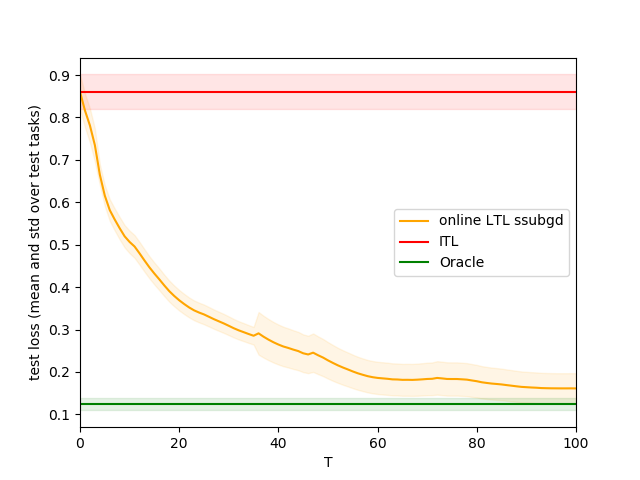 0.9
0.8
0.7
0.6
0.5
0.4
0.3
0.2
0.1
test loss (mean and std over test tasks)
online LTL ssubgd
ITL
Oracle
0 20 40 60 80 100
T